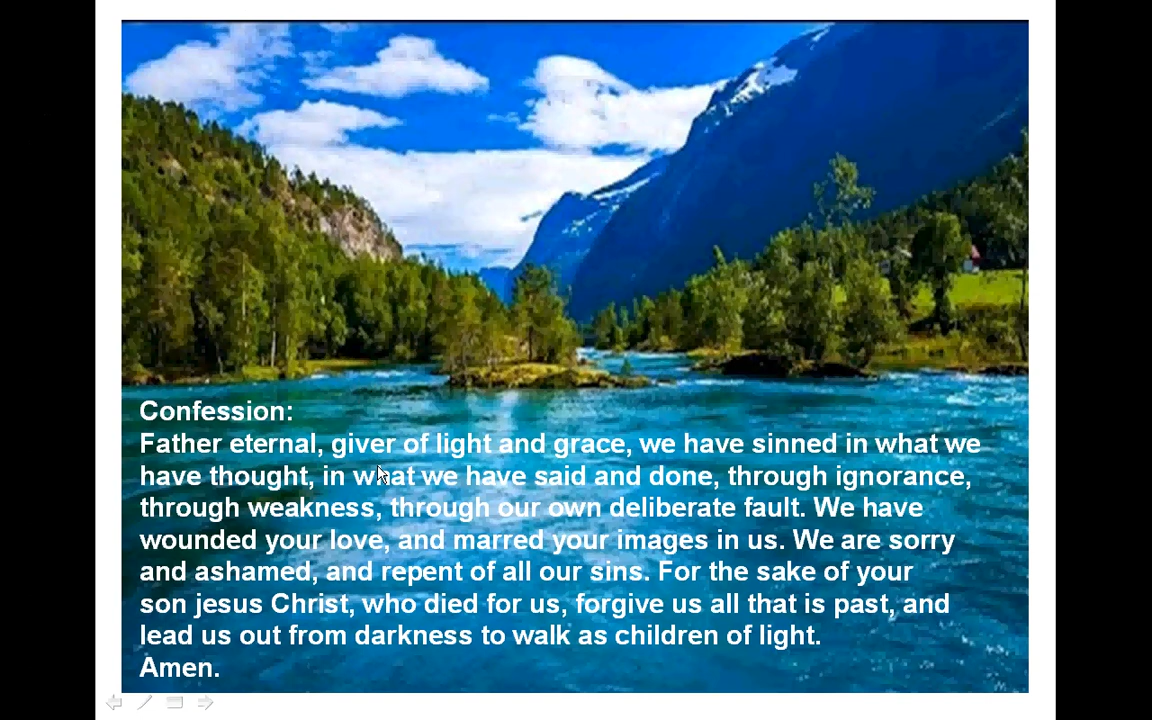 Confession:
Father eternal, giver of light and grace, we have sinned in what we
have thought, in what we have said and done, through ignorance,
through weakness, through our own deliberate fault. We have
wounded your love, and marred your images in us. We are sorry
and ashamed, and repent of all our sins. For the sake of your
son jesus Christ, who died for us, forgive us all that is past, and
lead us out from darkness to walk as children of light.
Amen.